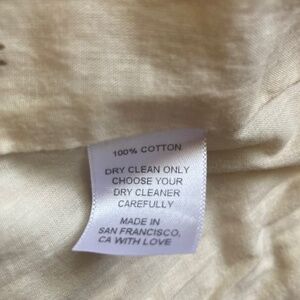 100% COTTON
DRY CLEAN ONLY
CHOOSE YOUR
DRY CLEANER
CAREFULLY
MADE IN
SAN FRANCISCO,
CA WITH LOVE